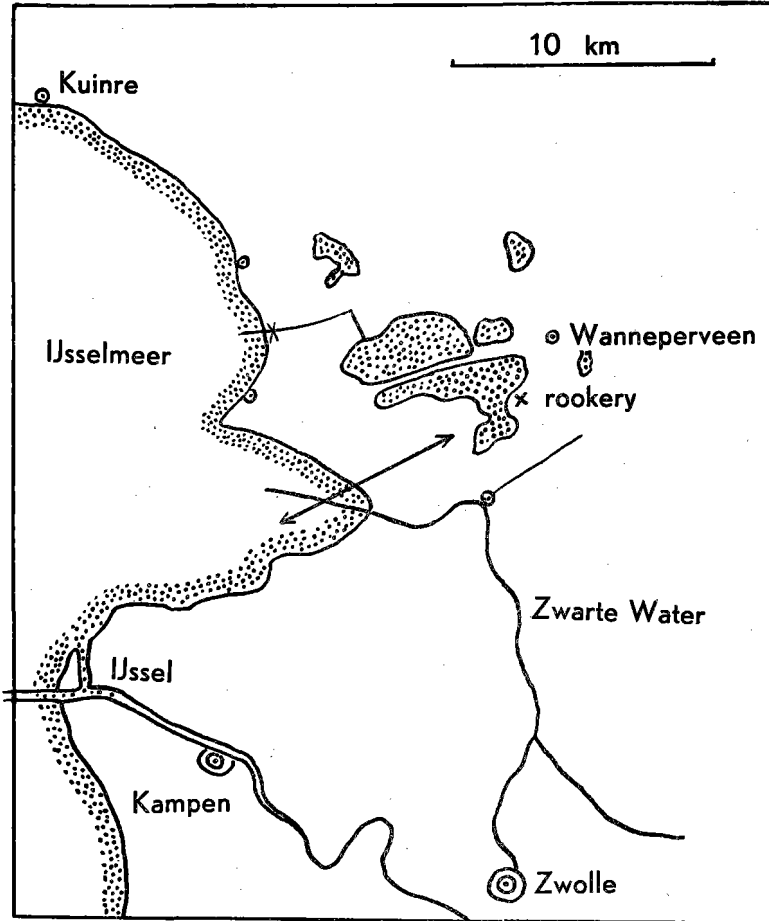 10 km
Kuinre
Wanneperveen
IJsselmeer
rookery
Zwarte Water
IJssel
Kampen
Zwolle